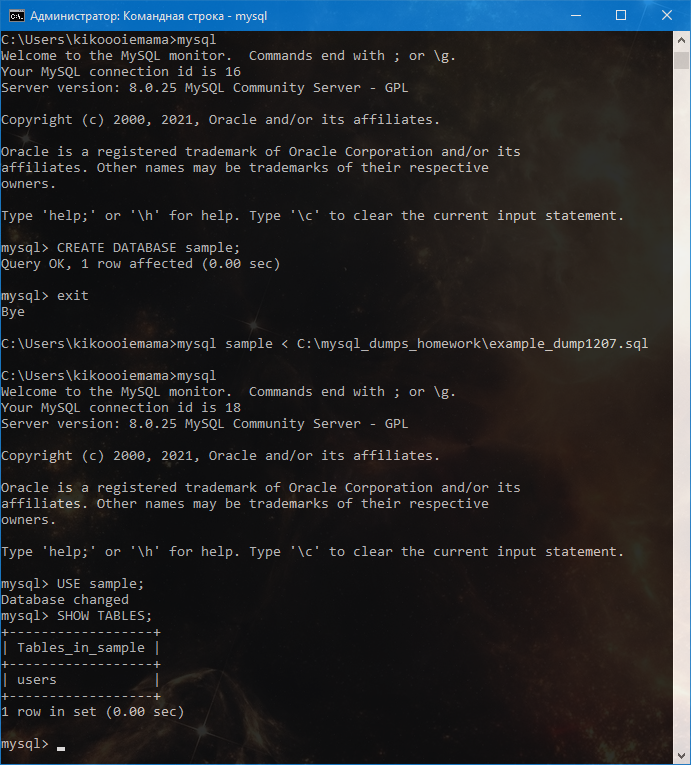 Администратор: Командная строка - mysql
C:\Users\kikoooiemama>mysql
Welcome to the MySQL monitor.  Commands end with ; or \g.
Your MySQL connection id is 16
Server version: 8.0.25 MySQL Community Server - GPL
Copyright (c) 2000, 2021, Oracle and/or its affiliates.
Oracle is a registered trademark of Oracle Corporation and/or its
affiliates. Other names may be trademarks of their respective
owners.
Type 'help;' or '\h' for help. Type '\c' to clear the current input statement.
mysql> CREATE DATABASE sample;
Query OK, 1 row affected (0.00 sec)
mysql> exit
Bye
C:\Users\kikoooiemama>mysql sample < C:\mysql_dumps_homework\example_dump1207.sql
C:\Users\kikoooiemama>mysql
Welcome to the MySQL monitor.  Commands end with ; or \g.
Your MySQL connection id is 18
Server version: 8.0.25 MySQL Community Server - GPL
Copyright (c) 2000, 2021, Oracle and/or its affiliates.
Oracle is a registered trademark of Oracle Corporation and/or its
affiliates. Other names may be trademarks of their respective
owners.
Type 'help;' or '\h' for help. Type '\c' to clear the current input statement.
mysql> USE sample;
Database changed
mysql> SHOW TABLES;
+------------------+
| Tables_in_sample |
+------------------+
| users            |
+------------------+
1 row in set (0.00 sec)
mysql> _